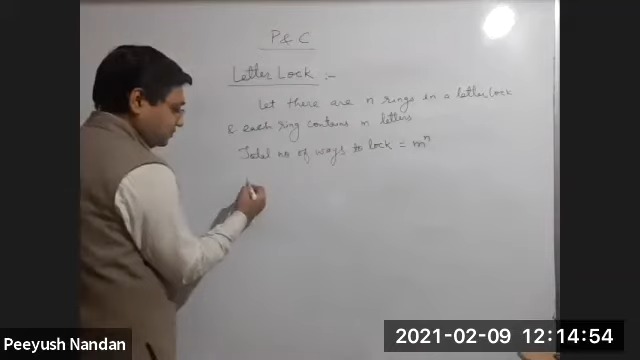 P & C
Letter Lock :-
Let there are n rings in a letter Lock
& each ring contains m letters
Total no of ways to lock = mⁿ
Peeyush Nandan
2021-02-09 12:14:54